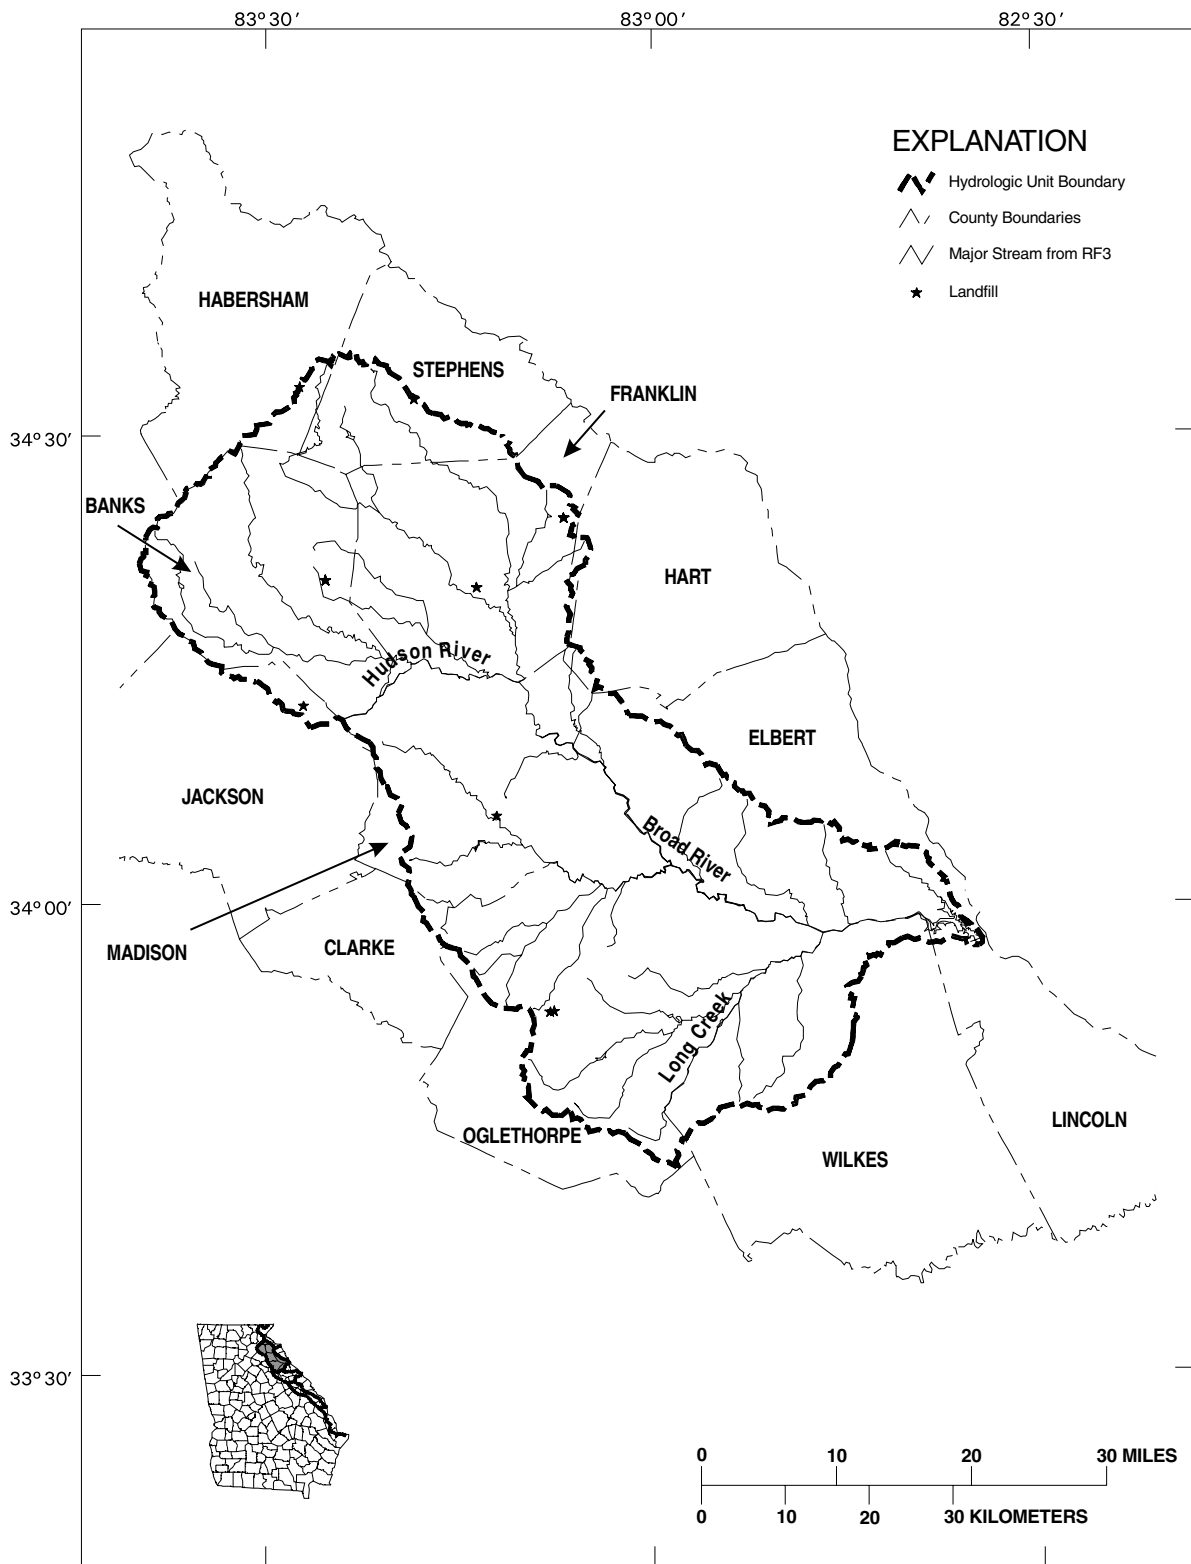 83° 30′ 83° 00′ 82° 30′
EXPLANATION
Hydrologic Unit Boundary
County Boundaries
Major Stream from RF3
Landfill
HABERSHAM
STEPHENS
FRANKLIN
34° 30′
BANKS
HART
Hudson River
ELBERT
JACKSON
Broad River
34° 00′
MADISON
CLARKE
Long Creek
OGLETHORPE
LINCOLN
WILKES
33° 30′
0 10 20 30 MILES
0 10 20 30 KILOMETERS